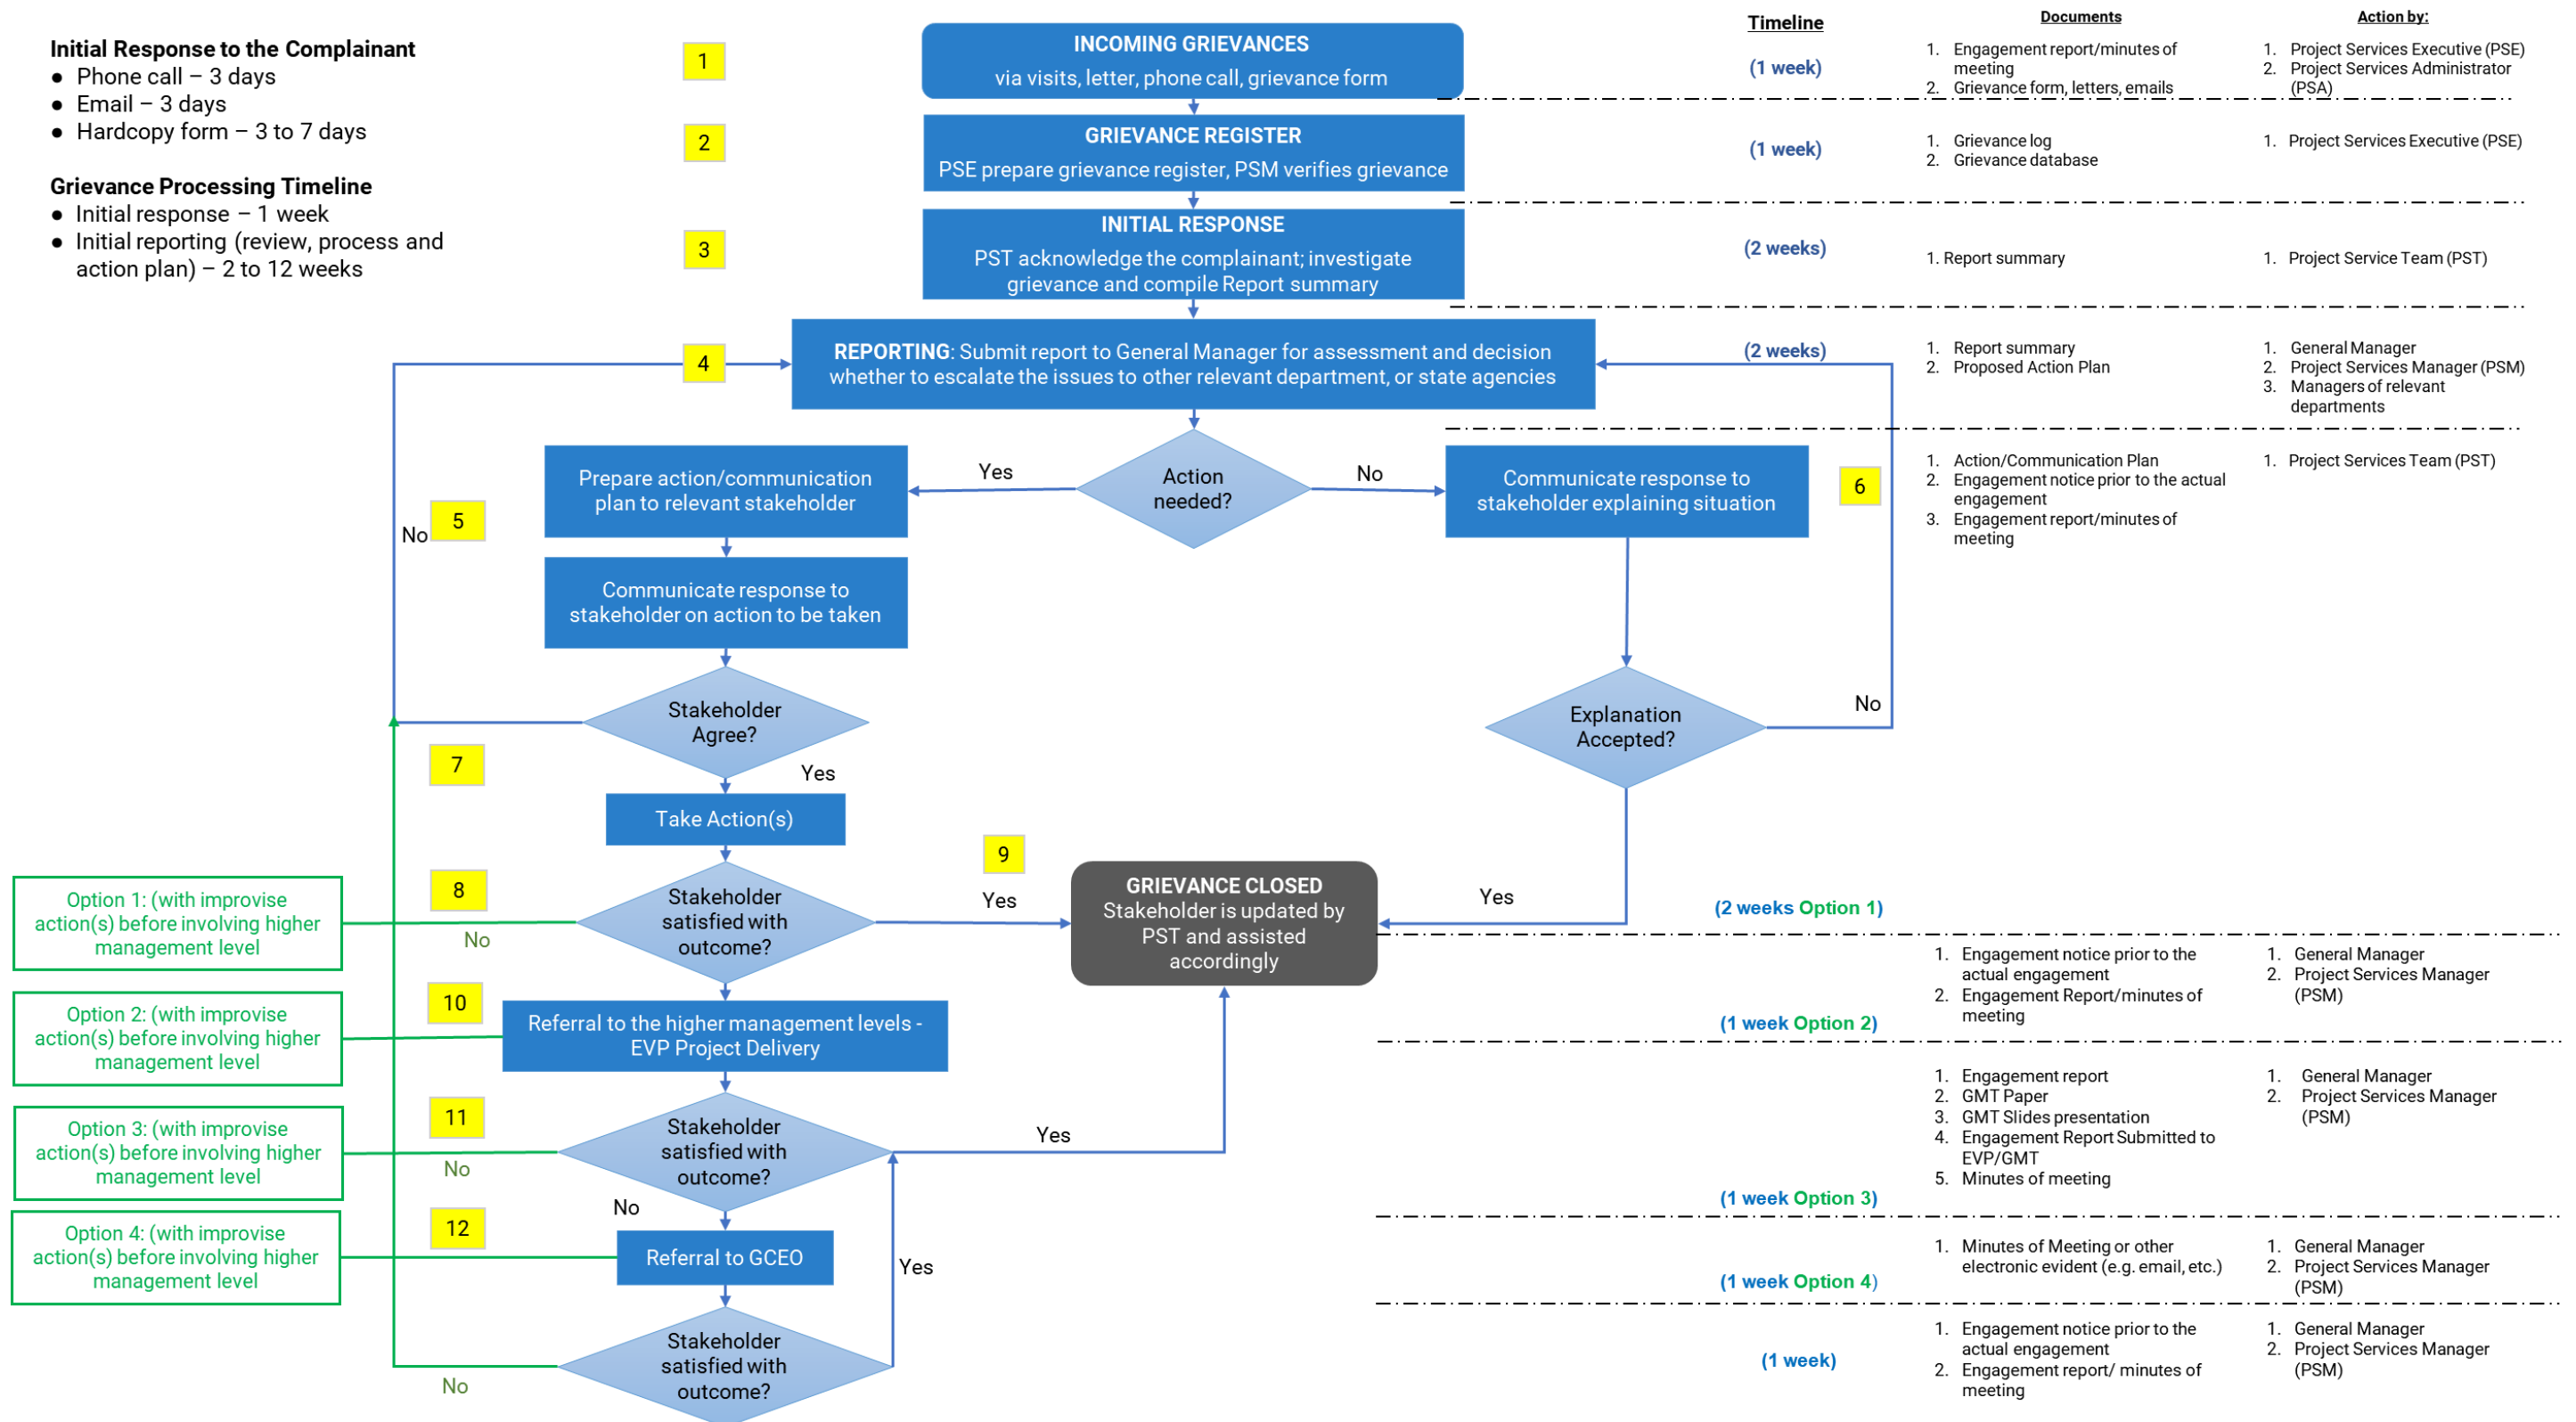 Initial Response to the Complainant
● Phone call – 3 days
● Email – 3 days
● Hardcopy form – 3 to 7 days
Grievance Processing Timeline
● Initial response – 1 week
● Initial reporting (review, process and
action plan) – 2 to 12 weeks
Timeline
Documents
Action by:
1
INCOMING GRIEVANCES
via visits, letter, phone call, grievance form
(1 week)
1. Engagement report/minutes of
meeting
2. Grievance form, letters, emails
1. Project Services Executive (PSE)
2. Project Services Administrator
(PSA)
2
GRIEVANCE REGISTER
PSE prepare grievance register, PSM verifies grievance
(1 week)
1. Grievance log
2. Grievance database
1. Project Services Executive (PSE)
3
INITIAL RESPONSE
PST acknowledge the complainant; investigate
grievance and compile Report summary
(2 weeks)
1. Report summary
1. Project Service Team (PST)
4
REPORTING: Submit report to General Manager for assessment and decision
whether to escalate the issues to other relevant department, or state agencies
(2 weeks)
1. Report summary
2. Proposed Action Plan
1. General Manager
2. Project Services Manager (PSM)
3. Managers of relevant
departments
5
No
Prepare action/communication
plan to relevant stakeholder
Yes
Action
needed?
No
Communicate response to
stakeholder explaining situation
6
1. Action/Communication Plan
2. Engagement notice prior to the actual
engagement
3. Engagement report/minutes of
meeting
1. Project Services Team (PST)
Communicate response to
stakeholder on action to be taken
Stakeholder
Agree?
Explanation
Accepted?
No
7
Yes
Take Action(s)
8
Option 1: (with improvise
action(s) before involving higher
management level
No
Stakeholder
satisfied with
outcome?
9
Yes
GRIEVANCE CLOSED
Stakeholder is updated by
PST and assisted
accordingly
Yes
(2 weeks Option 1)
10
Option 2: (with improvise
action(s) before involving higher
management level
Referral to the higher management levels -
EVP Project Delivery
(1 week Option 2)
1. Engagement notice prior to the
actual engagement
2. Engagement Report/minutes of
meeting
1. General Manager
2. Project Services Manager
(PSM)
11
Option 3: (with improvise
action(s) before involving higher
management level
No
Stakeholder
satisfied with
outcome?
Yes
No
(1 week Option 3)
1. Engagement report
2. GMT Paper
3. GMT Slides presentation
4. Engagement Report Submitted to
EVP/GMT
5. Minutes of meeting
1. General Manager
2. Project Services Manager
(PSM)
12
Option 4: (with improvise
action(s) before involving higher
management level
Referral to GCEO
Yes
(1 week Option 4)
1. Minutes of Meeting or other
electronic evident (e.g. email, etc.)
1. General Manager
2. Project Services Manager
(PSM)
No
Stakeholder
satisfied with
outcome?
(1 week)
1. Engagement notice prior to the
actual engagement
2. Engagement report/ minutes of
meeting
1. General Manager
2. Project Services Manager
(PSM)